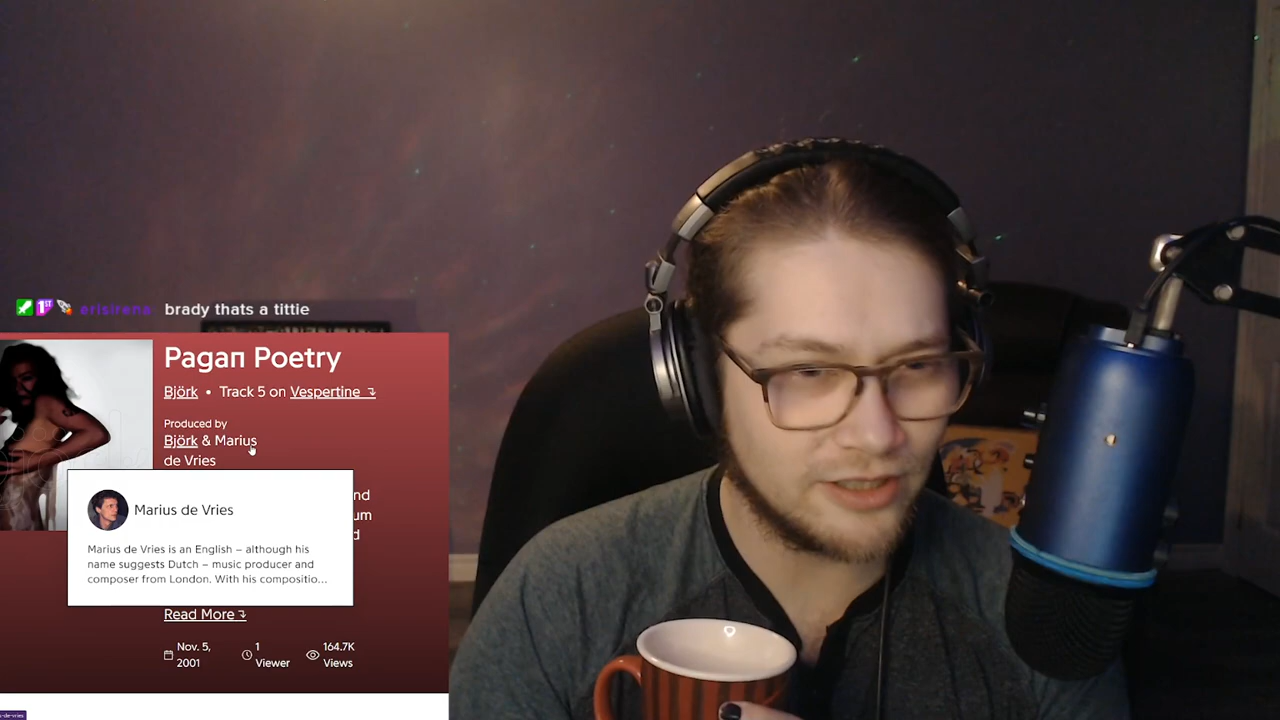 erisirena brady thats a tittie
Pagan Poetry
Björk • Track 5 on Vespertine
Produced by
Björk & Marius
de Vries
nd
um
d
Marius de Vries
Marius de Vries is an English – although his
name suggests Dutch – music producer and
composer from London. With his compositio...
Read More
Nov. 5,
2001
1
Viewer
164.7K
Views
1ST